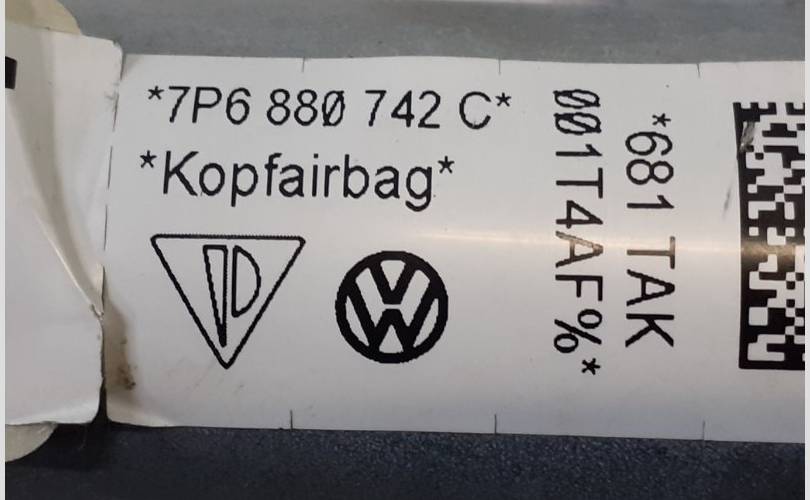 *7P6 880 742 C*
*Kopfairbag*
*681 TAK
001T4AF%*